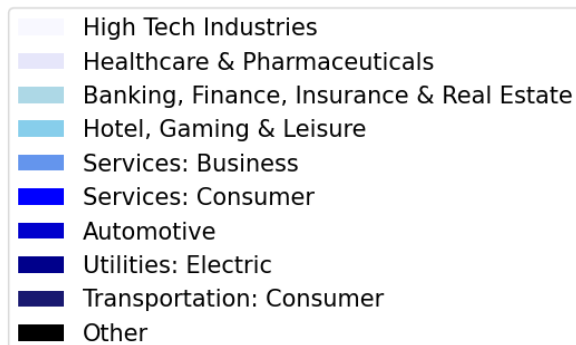 High Tech Industries
Healthcare & Pharmaceuticals
Banking, Finance, Insurance & Real Estate
Hotel, Gaming & Leisure
Services: Business
Services: Consumer
Automotive
Utilities: Electric
Transportation: Consumer
Other